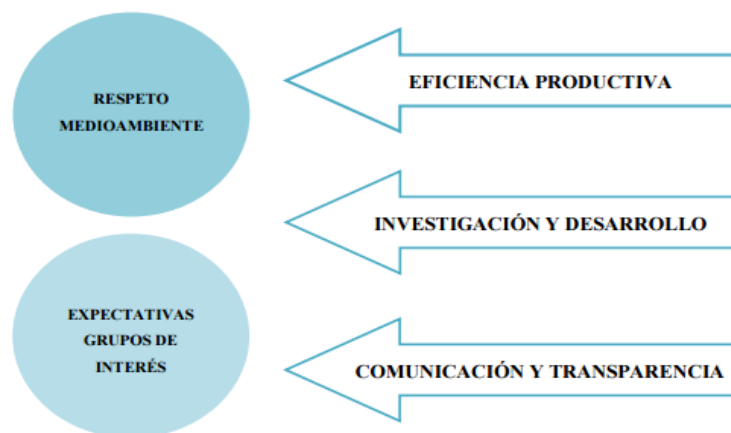 RESPETO
MEDIOAMBIENTE
EXPECTATIVAS
GRUPOS DE
INTERÉS
EFICIENCIA PRODUCTIVA
INVESTIGACIÓN Y DESARROLLO
COMUNICACIÓN Y TRANSPARENCIA